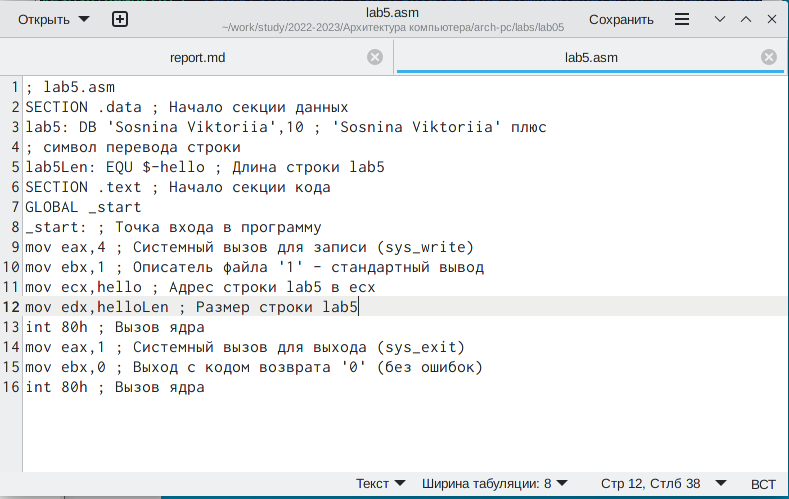 Открыть
lab5.asm
~/work/study/2022-2023/Архитектура компьютера/arch-pc/labs/lab05
Сохранить
report.md
lab5.asm
1 ; lab5.asm
2 SECTION .data ; Начало секции данных
3 lab5: DB 'Sosnina Viktoriia',10 ; 'Sosnina Viktoriia' плюс
4 ; символ перевода строки
5 lab5Len: EQU $-hello ; Длина строки lab5
6 SECTION .text ; Начало секции кода
7 GLOBAL _start
8 _start: ; Точка входа в программу
9 mov eax,4 ; Системный вызов для записи (sys_write)
10 mov ebx,1 ; Описатель файла '1' - стандартный вывод
11 mov ecx,hello ; Адрес строки lab5 в ecx
12 mov edx,helloLen ; Размер строки lab5
13 int 80h ; Вызов ядра
14 mov eax,1 ; Системный вызов для выхода (sys_exit)
15 mov ebx,0 ; Выход с кодом возврата '0' (без ошибок)
16 int 80h ; Вызов ядра
Текст Ширина табуляции: 8 Стр 12, Стлб 38 ВСТ